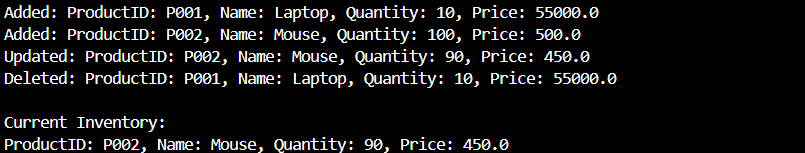 Added: ProductID: P001, Name: Laptop, Quantity: 10, Price: 55000.0
Added: ProductID: P002, Name: Mouse, Quantity: 100, Price: 500.0
Updated: ProductID: P002, Name: Mouse, Quantity: 90, Price: 450.0
Deleted: ProductID: P001, Name: Laptop, Quantity: 10, Price: 55000.0
Current Inventory:
ProductID: P002, Name: Mouse, Quantity: 90, Price: 450.0